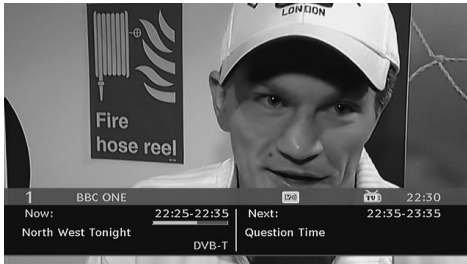 LONDON
Fire
hose reel
1 BBC ONE TV 22:30
Now: 22:25-22:35
North West Tonight
DVB-T
Next: 22:35-23:35
Question Time